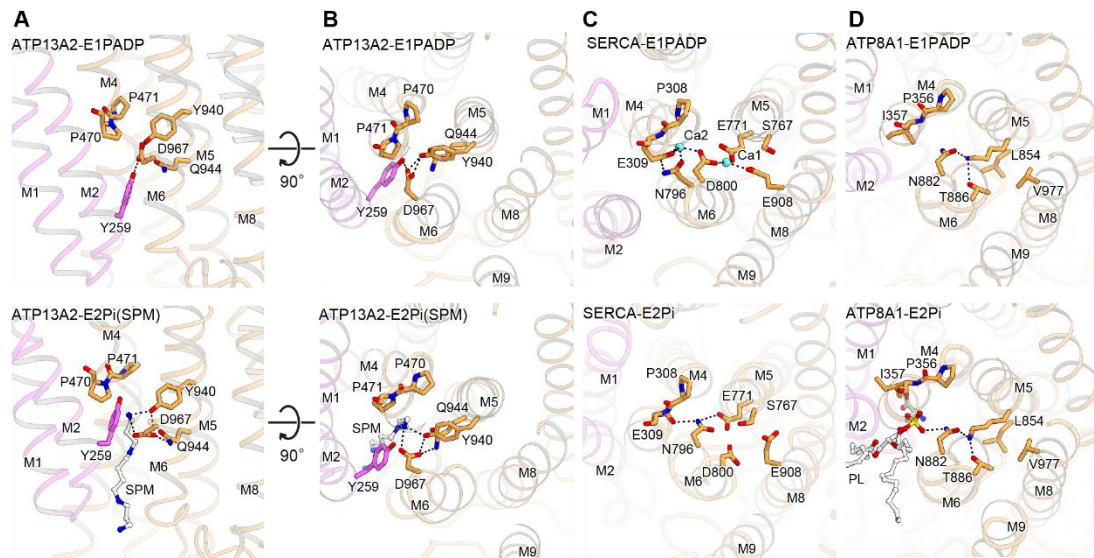 A
B
C
D
ATP13A2-E1PADP
M4
P471
Y940
P470
D967
M5
Q944
M1
M2
M6
M8
Y259
90°
ATP13A2-E1PADP
M4
P470
M5
M1
P471
Q944
Y940
M2
Y259
D967
M8
M6
M9
SERCA-E1PADP
P308
M1
M4
M5
Ca2
E771
S767
E309
Ca1
N796
D800
E908
M6
M8
M2
M9
ATP8A1-E1PADP
M1
M4
P356
I357
M5
L854
M2
N882
V977
T886
M6
M8
M9
ATP13A2-E2Pi(SPM)
M4
P471
P470
Y940
M2
D967
M5
Y259
Q944
M1
M6
SPM
M8
90°
ATP13A2-E2Pi(SPM)
M4
P470
P471
M1
M5
Q944
SPM
Y940
M2
D967
M8
Y259
M6
M9
SERCA-E2Pi
M1
P308
M4
M5
E771
S767
E309
N796
M2
D800
E908
M6
M8
M9
ATP8A1-E2Pi
M1
M4
P356
I357
M5
M2
L854
N882
V977
PL
T886
M6
M8
M9